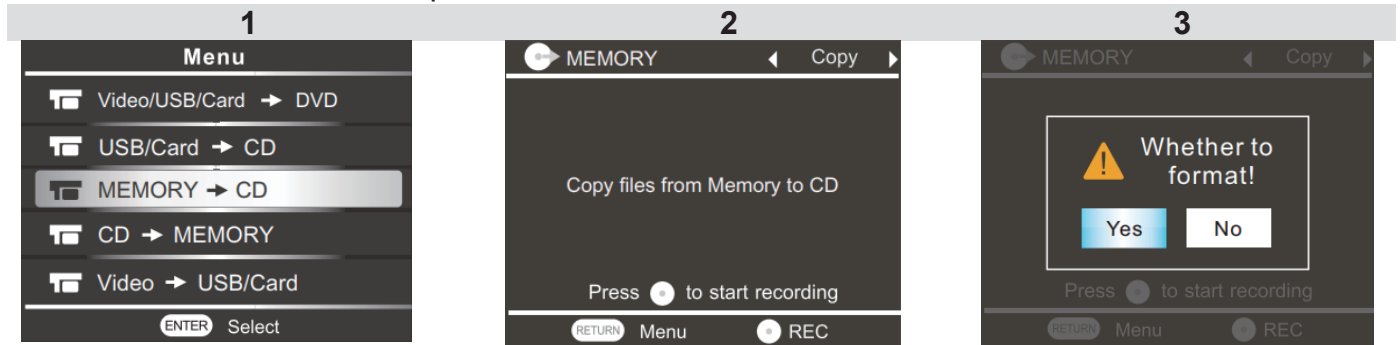 1
Menu
Video/USB/Card → DVD
USB/Card → CD
MEMORY → CD
CD → MEMORY
Video → USB/Card
ENTER Select
2
MEMORY Copy
Copy files from Memory to CD
Press to start recording
RETURN Menu REC
3
MEMORY Copy
Whether to
format!
Yes No
Press to start recording
RETURN Menu REC